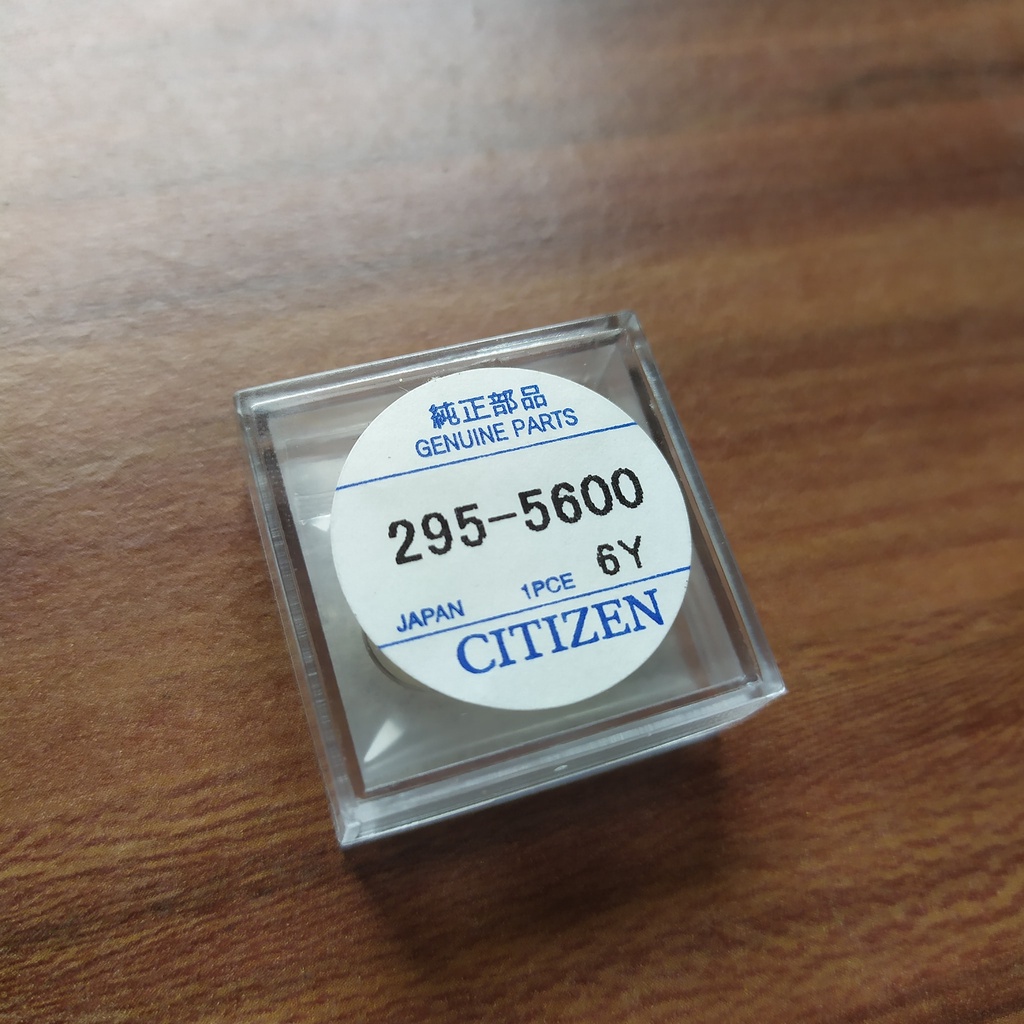 純正部品
GENUINE PARTS
295-5600
6Y
JAPAN 1PCE
CITIZEN